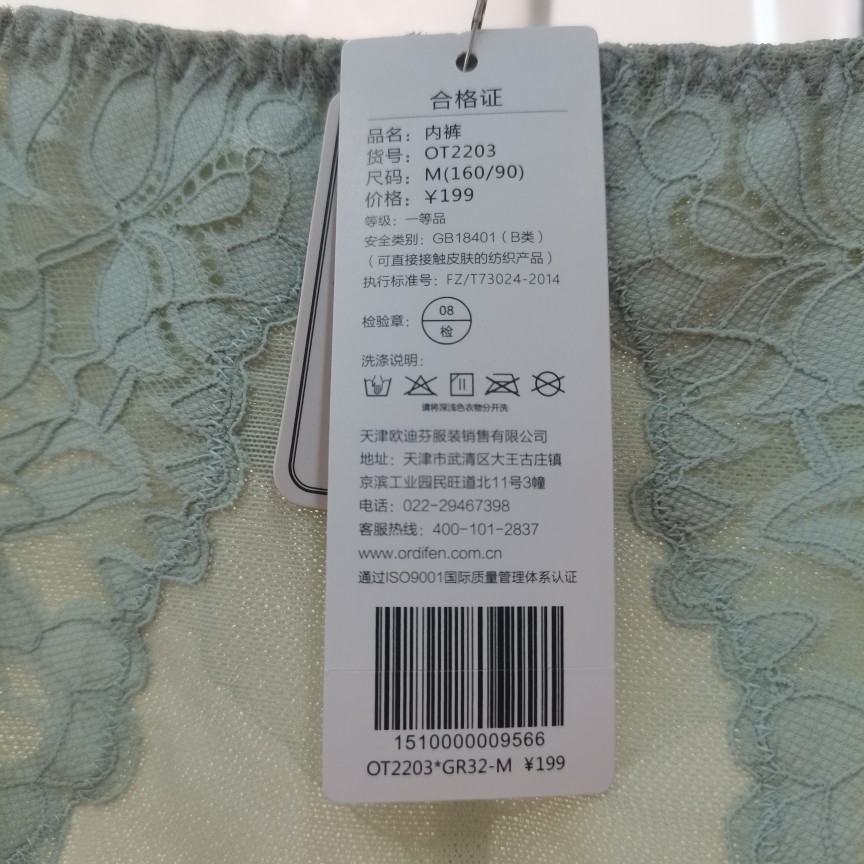 合格证
品名：内裤
货号：OT2203
尺码：M(160/90)
价格：¥199
等级：一等品
安全类别：GB18401（B类）
（可直接接触皮肤的纺织产品）
执行标准号：FZ/T73024-2014
检验章：08
检
洗涤说明：
请将深浅色衣物分开洗
天津欧迪芬服装销售有限公司
地址：天津市武清区大王古庄镇
京滨工业园民旺道北11号3幢
电话：022-29467398
客服热线：400-101-2837
www.ordifen.com.cn
通过ISO9001国际质量管理体系认证
1510000009566
OT2203*GR32-M ¥199